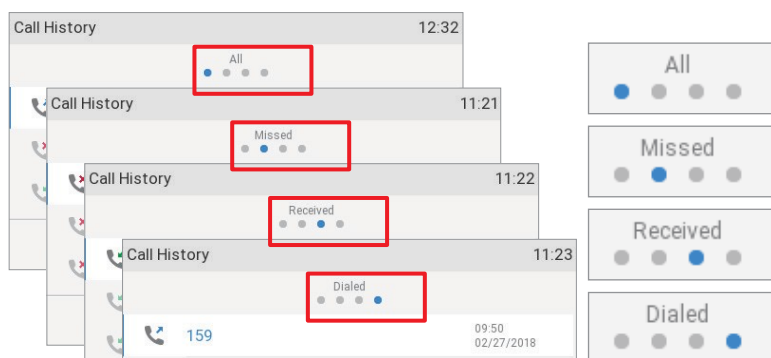 Call History 12:32
All
Call History 11:21
Missed
Call History 11:22
Received
Call History 11:23
Dialed
159 09:50
02/27/2018
All
Missed
Received
Dialed